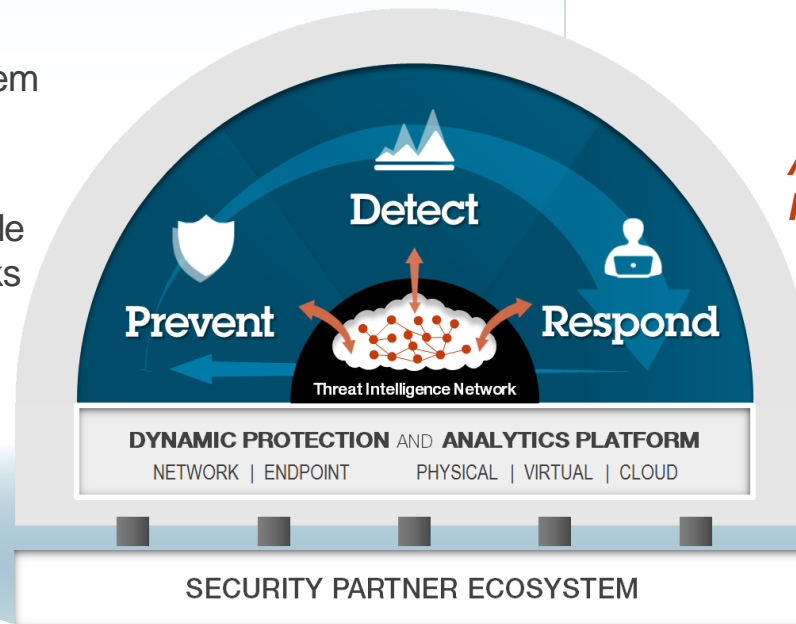 Detect
Prevent
Respond
Threat Intelligence Network
DYNAMIC PROTECTION AND ANALYTICS PLATFORM
NETWORK | ENDPOINT PHYSICAL | VIRTUAL | CLOUD
SECURITY PARTNER ECOSYSTEM